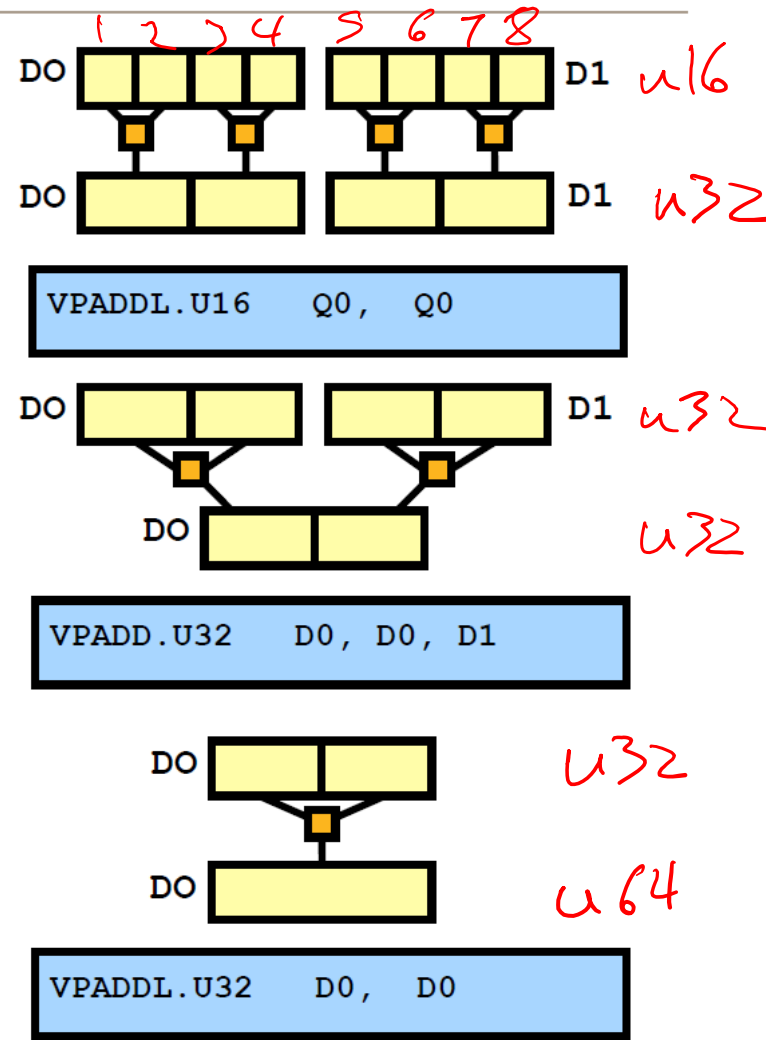 1 2 3 4 5 6 7 8
D0 D1 u16
D0 D1 u32
VPADDL.U16 Q0, Q0
D0 D1 u32
D0 u32
VPADD.U32 D0, D0, D1
D0 u32
D0 u64
VPADDL.U32 D0, D0